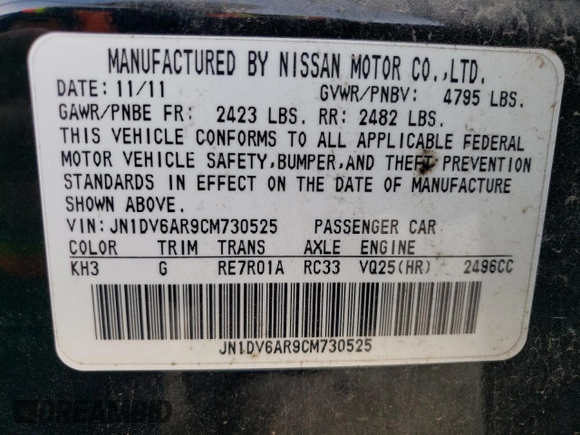 MANUFACTURED BY NISSAN MOTOR CO.,LTD.
DATE: 11/11 GVWR/PNBV: 4795 LBS.
GAWR/PNBE FR: 2423 LBS. RR: 2482 LBS.
THIS VEHICLE CONFORMS TO ALL APPLICABLE FEDERAL
MOTOR VEHICLE SAFETY,BUMPER,AND THEFT PREVENTION
STANDARDS IN EFFECT ON THE DATE OF MANUFACTURE
SHOWN ABOVE.
VIN: JN1DV6AR9CM730525 PASSENGER CAR
COLOR TRIM TRANS AXLE ENGINE
KH3 G RE7R01A RC33 VQ25(HR) 2496CC
JN1DV6AR9CM730525
DREAMBID